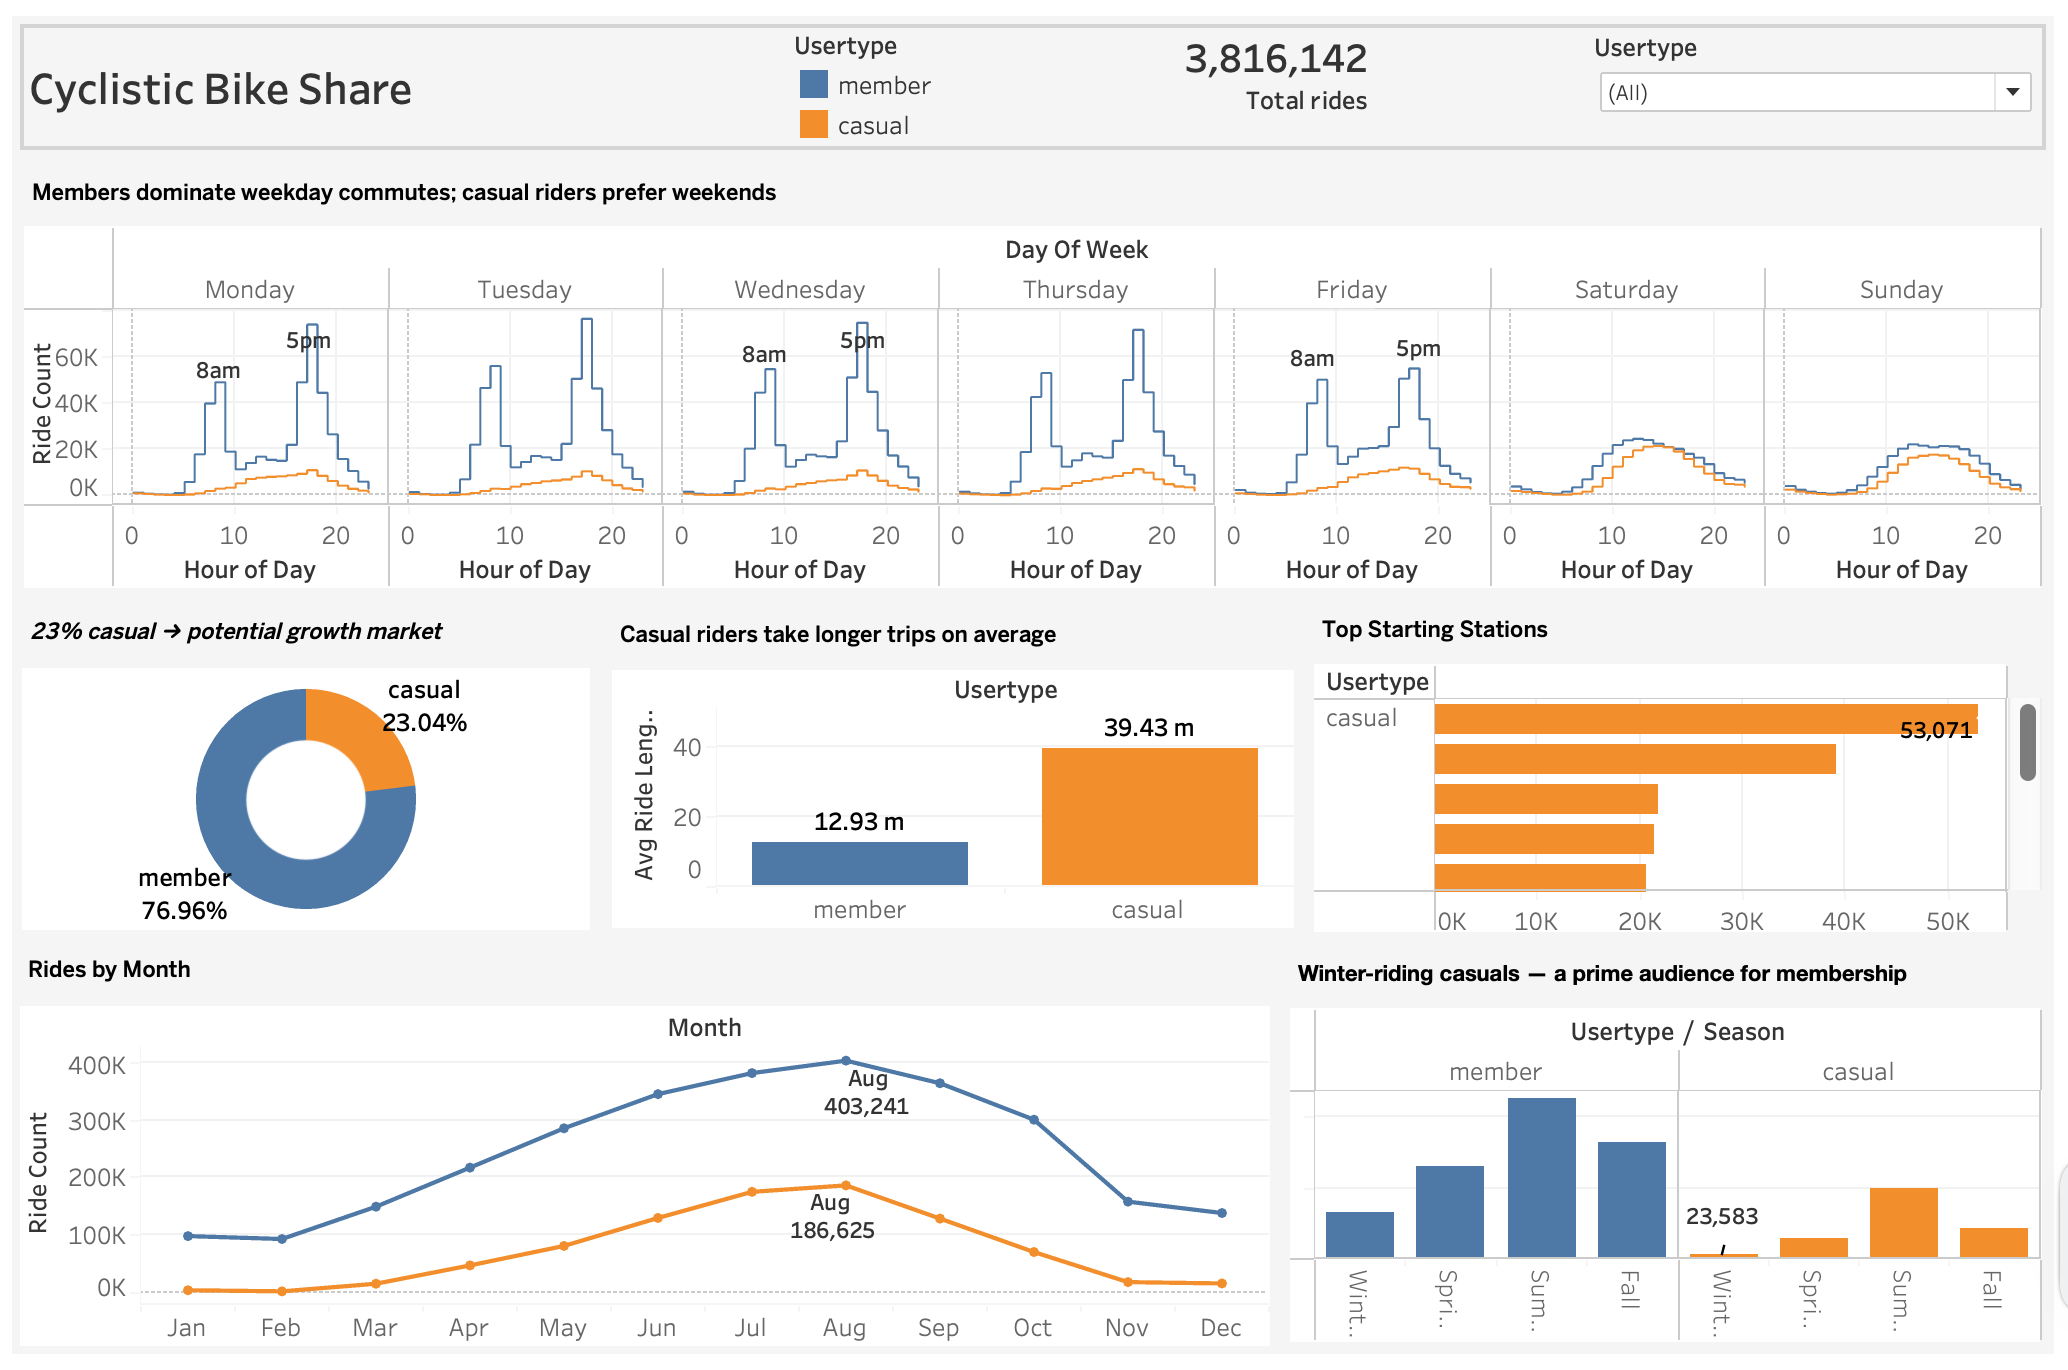 Cyclistic Bike Share
Usertype
member
casual
3,816,142
Total rides
Usertype
(All)
Members dominate weekday commutes; casual riders prefer weekends
Day Of Week
Monday Tuesday Wednesday Thursday Friday Saturday Sunday
Ride Count
60K
40K
20K
0K
8am 5pm
8am 5pm
8am 5pm
0 10 20 0 10 20 0 10 20 0 10 20 0 10 20 0 10 20 0 10 20
Hour of Day Hour of Day Hour of Day Hour of Day Hour of Day Hour of Day Hour of Day
23% casual → potential growth market
casual
23.04%
member
76.96%
Casual riders take longer trips on average
Usertype
Avg Ride Leng..
40
20
0
12.93 m
39.43 m
member casual
Top Starting Stations
Usertype
casual
53,071
0K 10K 20K 30K 40K 50K
Rides by Month
Month
Ride Count
400K
300K
200K
100K
0K
Aug
403,241
Aug
186,625
Jan Feb Mar Apr May Jun Jul Aug Sep Oct Nov Dec
Winter-riding casuals — a prime audience for membership
Usertype / Season
member casual
23,583
Wint.. Spri.. Sum.. Fall Wint.. Spri.. Sum.. Fall